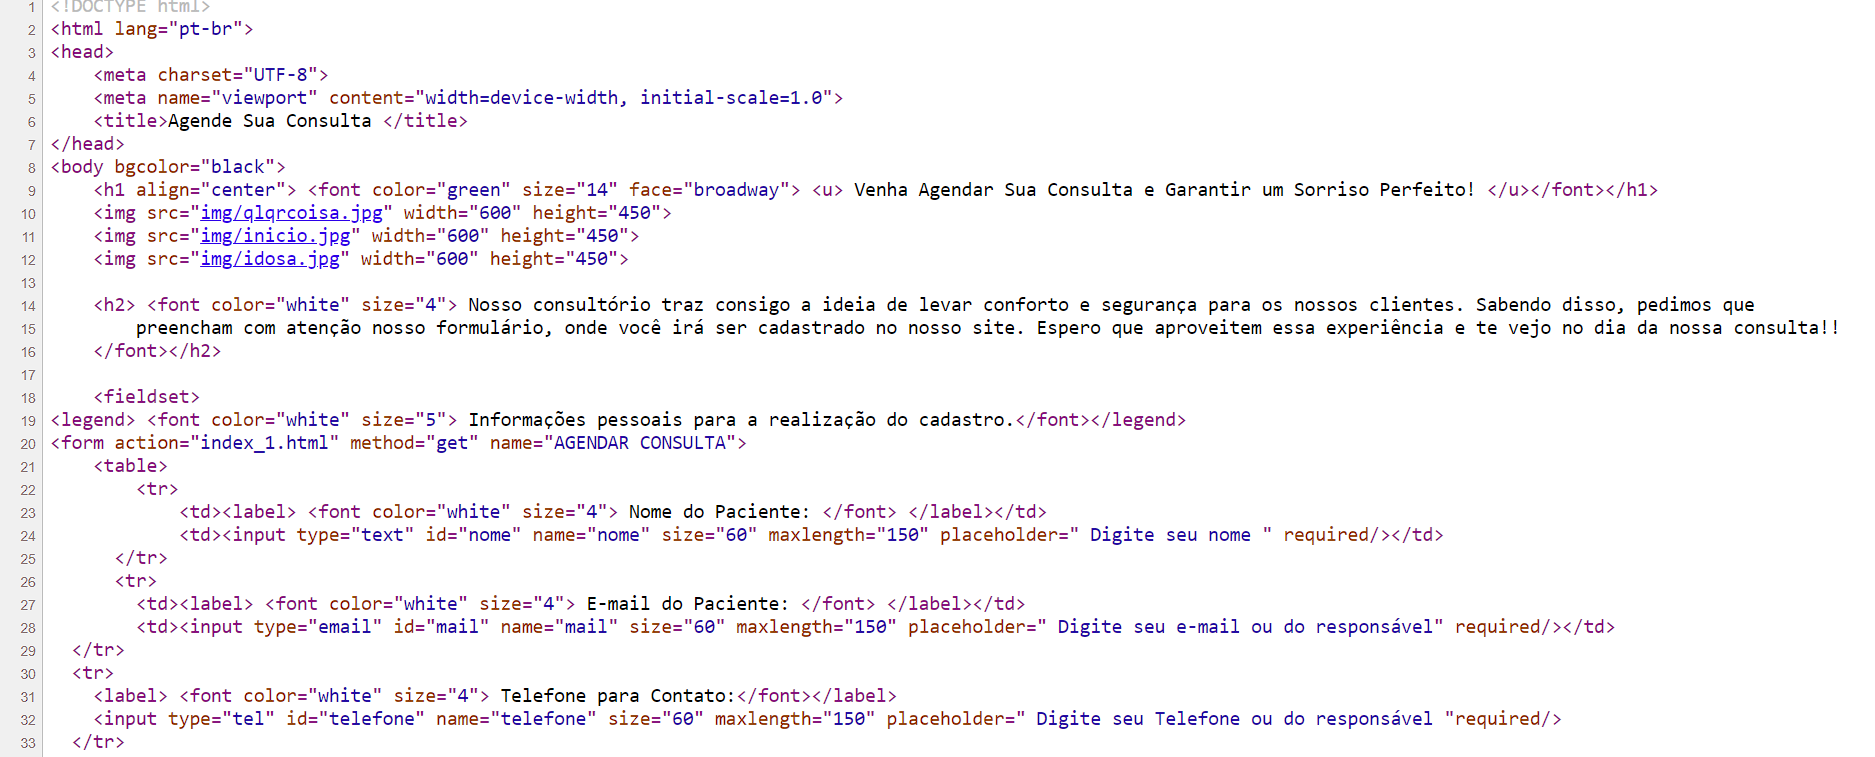 1 <!DOCTYPE html>
2 <html lang="pt-br">
3 <head>
4     <meta charset="UTF-8">
5     <meta name="viewport" content="width=device-width, initial-scale=1.0">
6     <title>Agende Sua Consulta </title>
7 </head>
8 <body bgcolor="black">
9     <h1 align="center"> <font color="green" size="14" face="broadway"> <u> Venha Agendar Sua Consulta e Garantir um Sorriso Perfeito! </u></font></h1>
10     <img src="img/qlqrcoisa.jpg" width="600" height="450">
11     <img src="img/inicio.jpg" width="600" height="450">
12     <img src="img/idosa.jpg" width="600" height="450">
13
14     <h2> <font color="white" size="4"> Nosso consultório traz consigo a ideia de levar conforto e segurança para os nossos clientes. Sabendo disso, pedimos que
15         preencham com atenção nosso formulário, onde você irá ser cadastrado no nosso site. Espero que aproveitem essa experiência e te vejo no dia da nossa consulta!!
16     </font></h2>
17
18     <fieldset>
19 <legend> <font color="white" size="5"> Informações pessoais para a realização do cadastro.</font></legend>
20 <form action="index_1.html" method="get" name="AGENDAR CONSULTA">
21     <table>
22         <tr>
23             <td><label> <font color="white" size="4"> Nome do Paciente: </font> </label></td>
24             <td><input type="text" id="nome" name="nome" size="60" maxlength="150" placeholder=" Digite seu nome " required/></td>
25       </tr>
26       <tr>
27         <td><label> <font color="white" size="4"> E-mail do Paciente: </font> </label></td>
28         <td><input type="email" id="mail" name="mail" size="60" maxlength="150" placeholder=" Digite seu e-mail ou do responsável" required/></td>
29   </tr>
30   <tr>
31     <label> <font color="white" size="4"> Telefone para Contato:</font></label>
32     <input type="tel" id="telefone" name="telefone" size="60" maxlength="150" placeholder=" Digite seu Telefone ou do responsável "required/>
33   </tr>